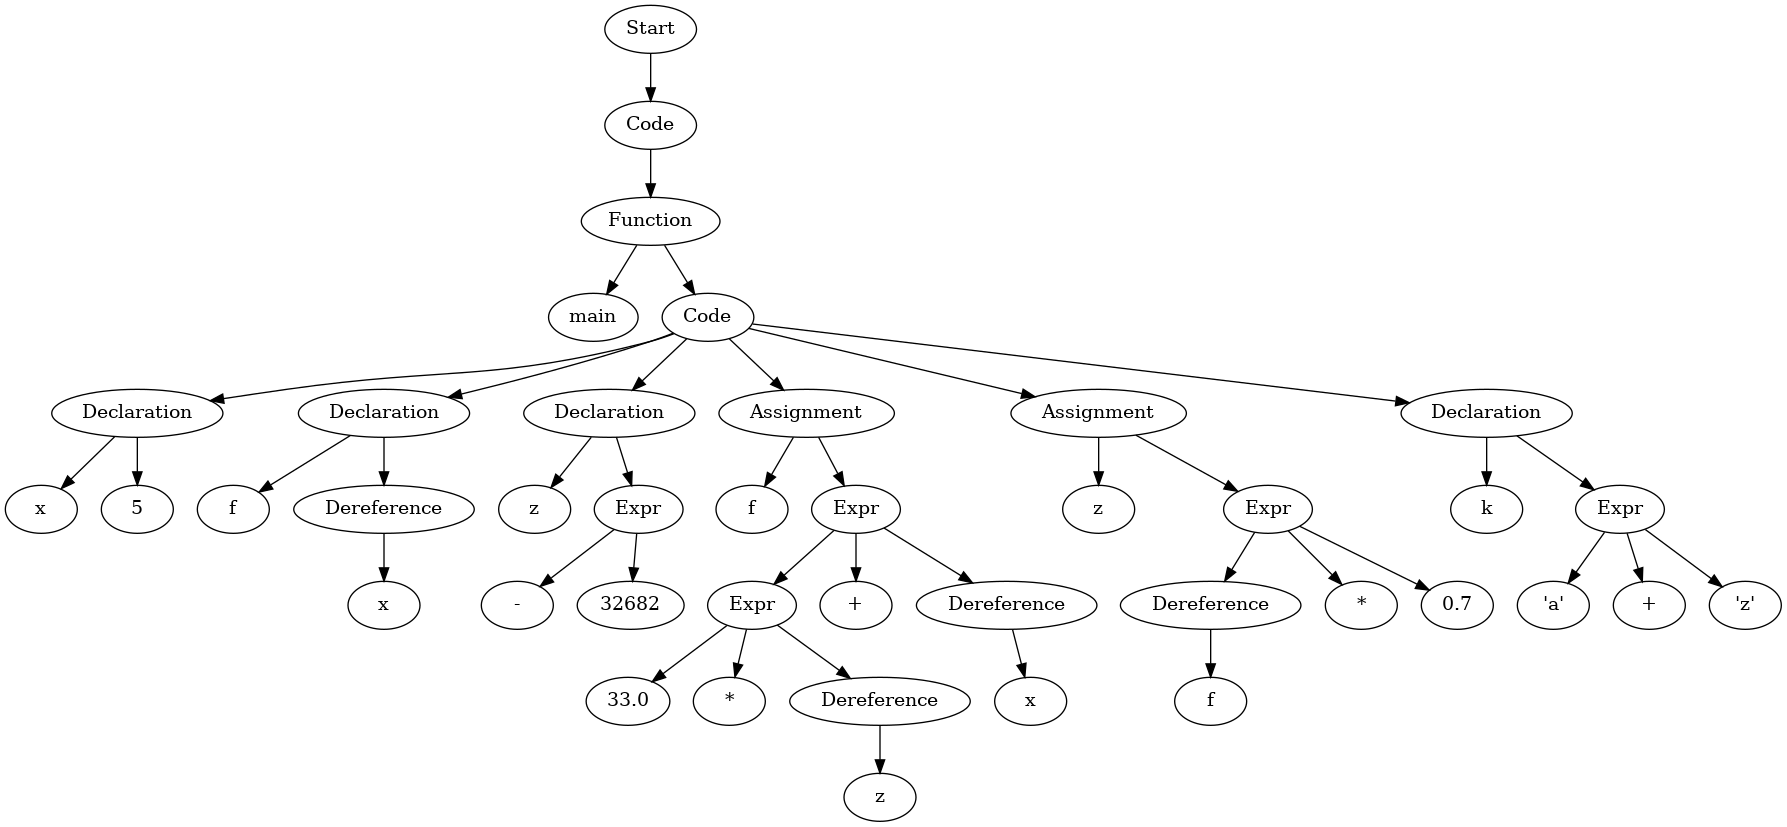 Start
Code
Function
main Code
Declaration Declaration Declaration Assignment Assignment Declaration
x 5 f Dereference z Expr f Expr z Expr k Expr
x - 32682 Expr + Dereference Dereference * 0.7 'a' + 'z'
33.0 * Dereference x f
z